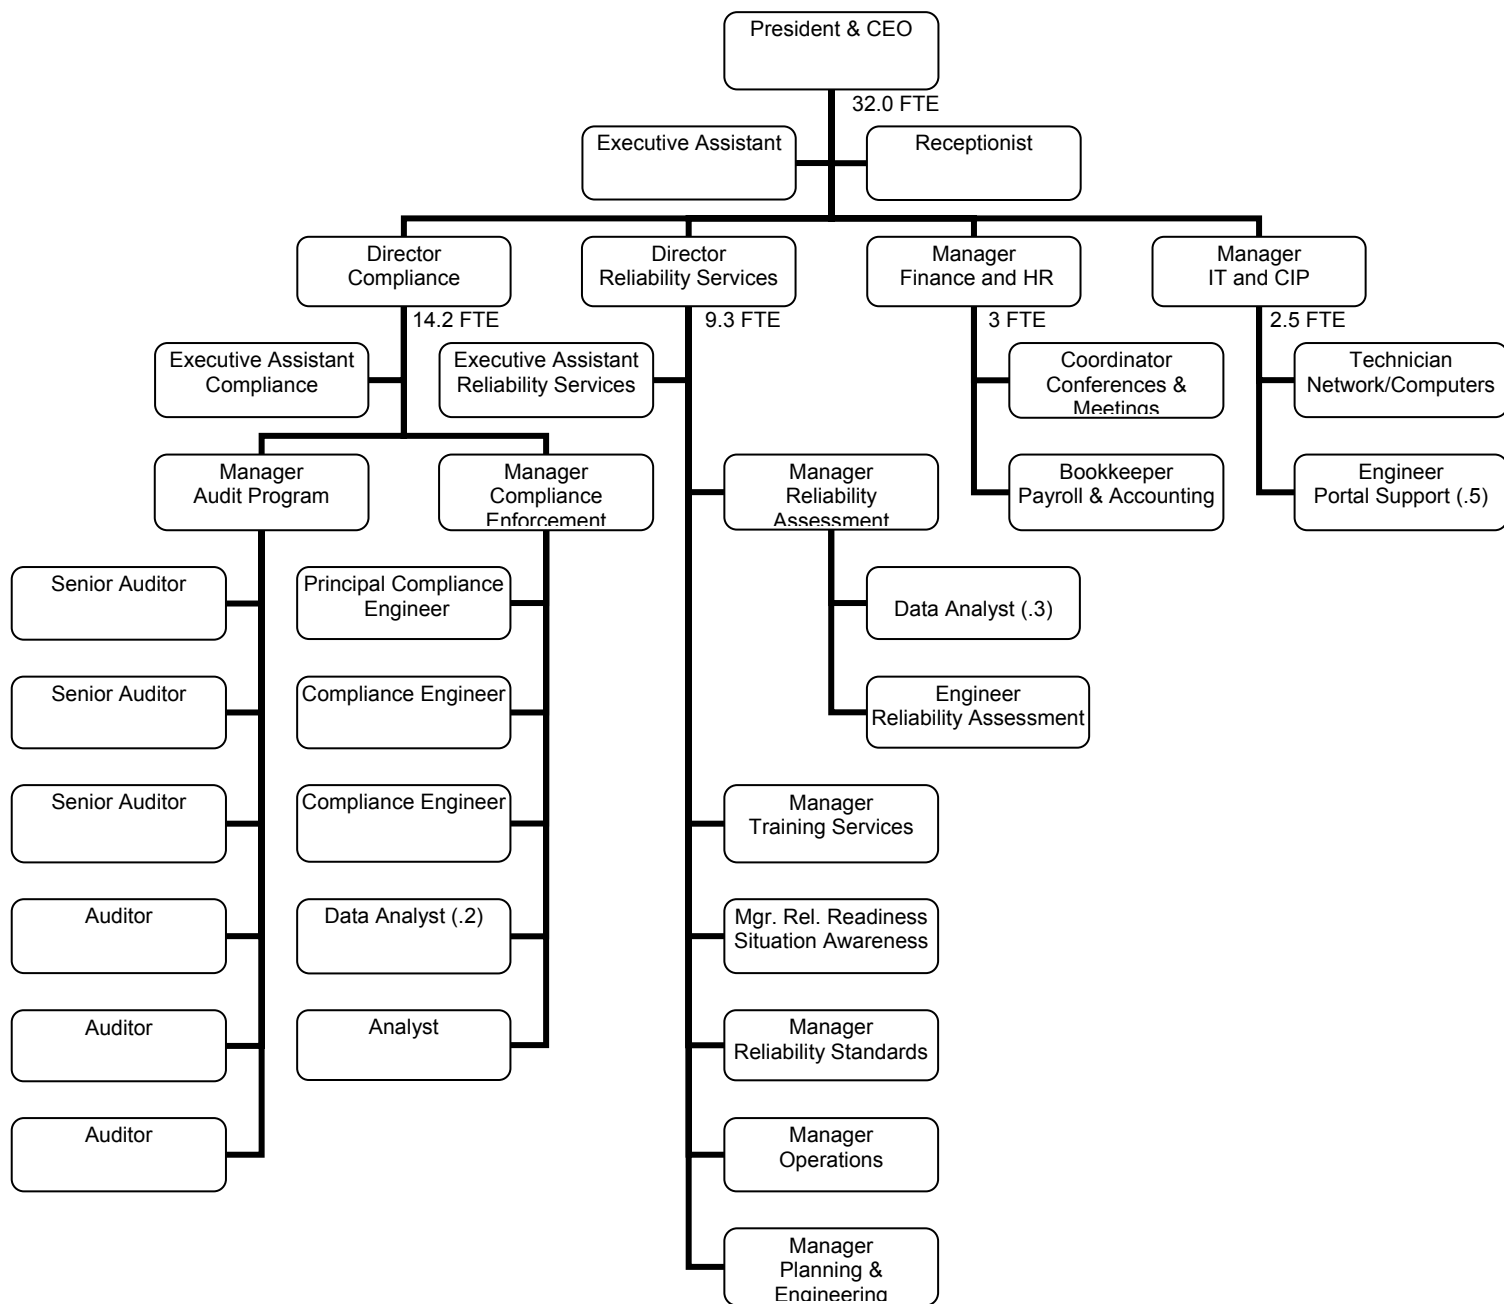 President & CEO
32.0 FTE
Executive Assistant
Receptionist
Director
Compliance
14.2 FTE
Director
Reliability Services
9.3 FTE
Manager
Finance and HR
3 FTE
Manager
IT and CIP
2.5 FTE
Executive Assistant
Compliance
Executive Assistant
Reliability Services
Coordinator
Conferences &
Meetings
Technician
Network/Computers
Manager
Audit Program
Manager
Compliance
Enforcement
Manager
Reliability
Assessment
Bookkeeper
Payroll & Accounting
Engineer
Portal Support (.5)
Senior Auditor
Principal Compliance
Engineer
Data Analyst (.3)
Senior Auditor
Compliance Engineer
Engineer
Reliability Assessment
Senior Auditor
Compliance Engineer
Manager
Training Services
Auditor
Data Analyst (.2)
Mgr. Rel. Readiness
Situation Awareness
Auditor
Analyst
Manager
Reliability Standards
Auditor
Manager
Operations
Manager
Planning &
Engineering